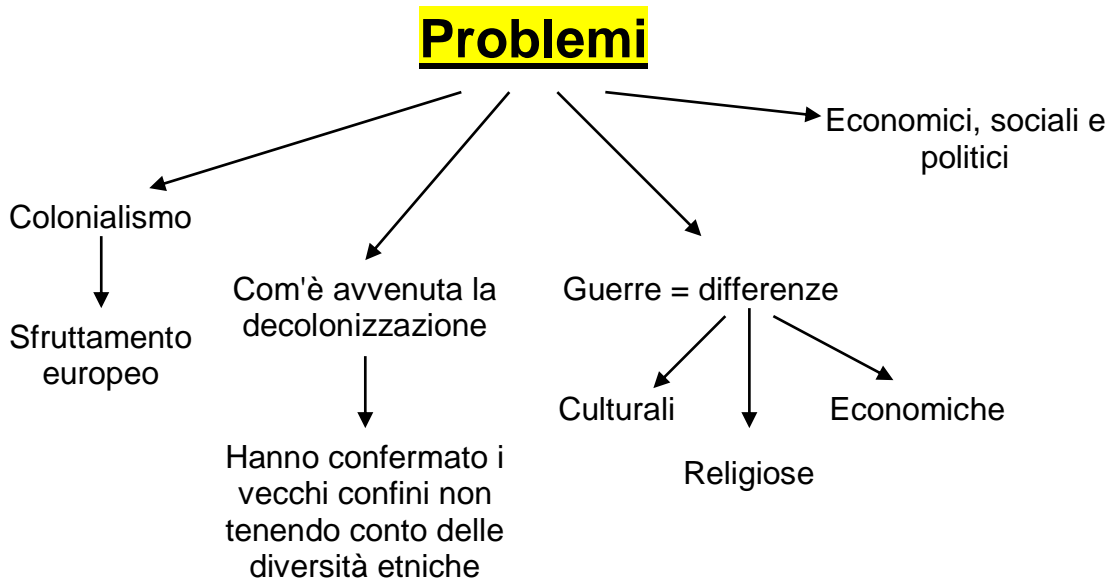 Problemi
Economici, sociali e
politici
Colonialismo
Sfruttamento
europeo
Com'è avvenuta la
decolonizzazione
Hanno confermato i
vecchi confini non
tenendo conto delle
diversità etniche
Guerre = differenze
Culturali
Religiose
Economiche